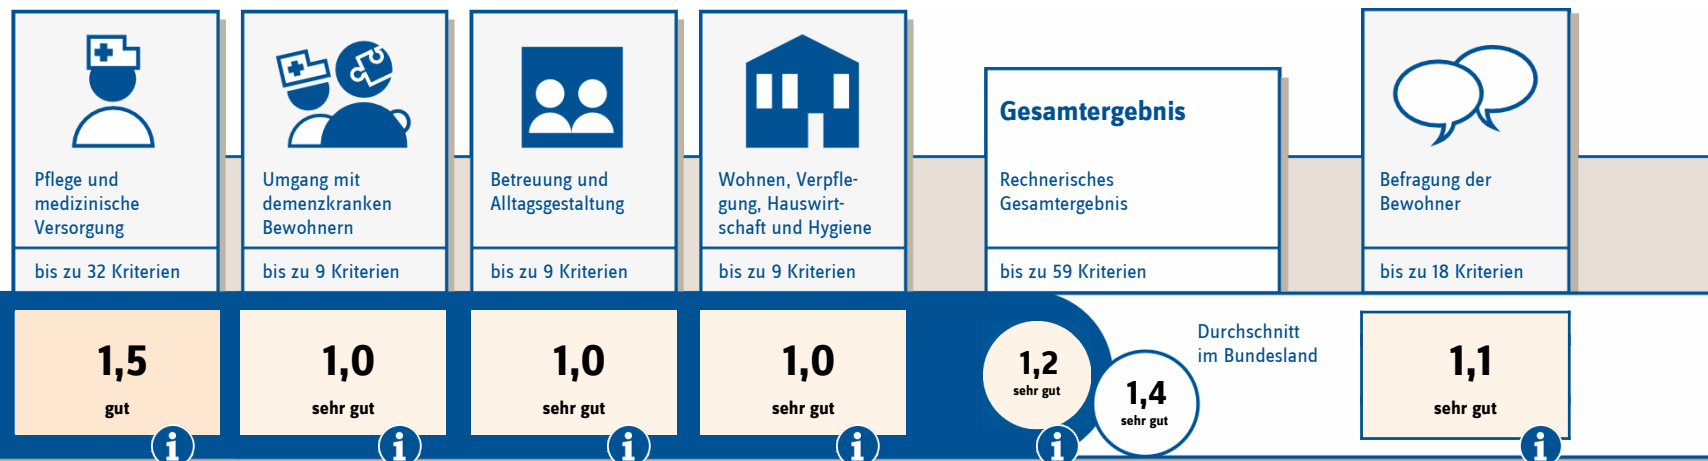 Pflege und
medizinische
Versorgung
bis zu 32 Kriterien
1,5
gut
Umgang mit
demenzkranken
Bewohnern
bis zu 9 Kriterien
1,0
sehr gut
Betreuung und
Alltagsgestaltung
bis zu 9 Kriterien
1,0
sehr gut
Wohnen, Verpfle-
gung, Hauswirt-
schaft und Hygiene
bis zu 9 Kriterien
1,0
sehr gut
Gesamtergebnis
Rechnerisches
Gesamtergebnis
bis zu 59 Kriterien
1,2
sehr gut
Durchschnitt
im Bundesland
1,4
sehr gut
Befragung der
Bewohner
bis zu 18 Kriterien
1,1
sehr gut